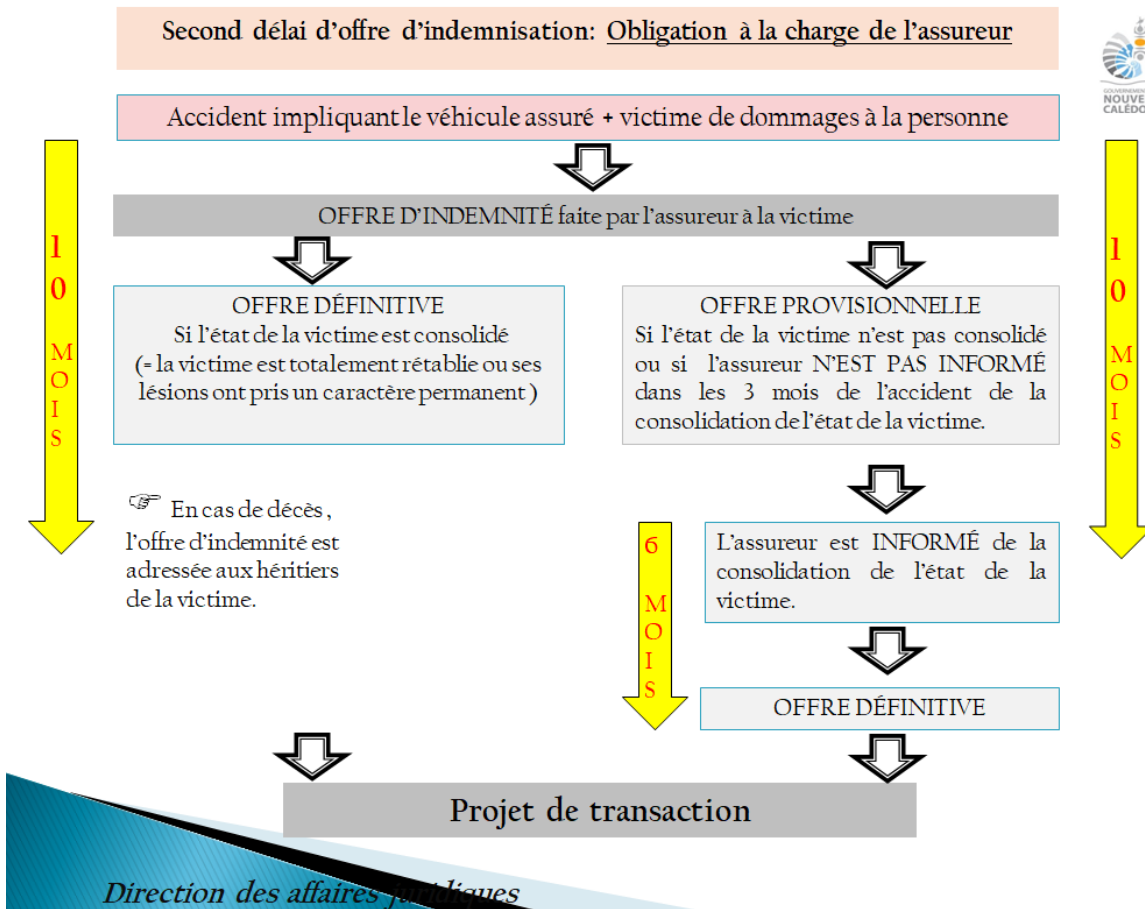 Second délai d'offre d'indemnisation: Obligation à la charge de l'assureur
GOUVERNEMENT
NOUVE
CALÉDO
Accident impliquant le véhicule assuré + victime de dommages à la personne
OFFRE D'INDEMNITÉ faite par l'assureur à la victime
10 MOIS
OFFRE DÉFINITIVE
Si l'état de la victime est consolidé
(= la victime est totalement rétablie ou ses
lésions ont pris un caractère permanent )
OFFRE PROVISIONNELLE
Si l'état de la victime n'est pas consolidé
ou si l'assureur N'EST PAS INFORMÉ
dans les 3 mois de l'accident de la
consolidation de l'état de la victime.
10 MOIS
☞ En cas de décès ,
l'offre d'indemnité est
adressée aux héritiers
de la victime.
6 MOIS
L'assureur est INFORMÉ de la
consolidation de l'état de la
victime.
OFFRE DÉFINITIVE
Projet de transaction
Direction des affaires juridiques